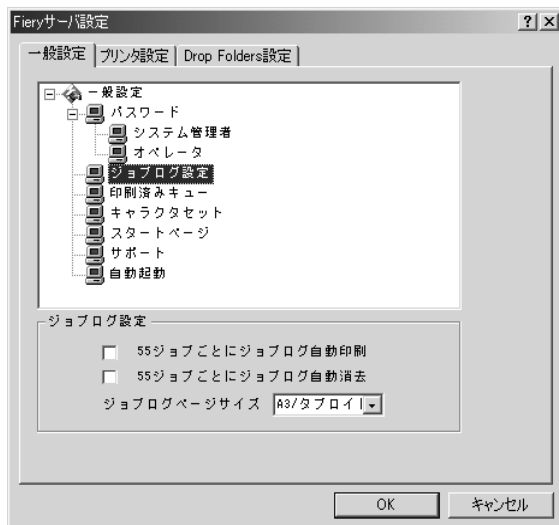 Fieryサーバ設定
一般設定 プリンタ設定 Drop Folders設定
一般設定
パスワード
システム管理者
オペレータ
ジョブログ設定
印刷済みキュー
キャラクタセット
スタートページ
サポート
自動起動
ジョブログ設定
55ジョブごとにジョブログ自動印刷
55ジョブごとにジョブログ自動消去
ジョブログページサイズ A3/タブロイ
OK キャンセル